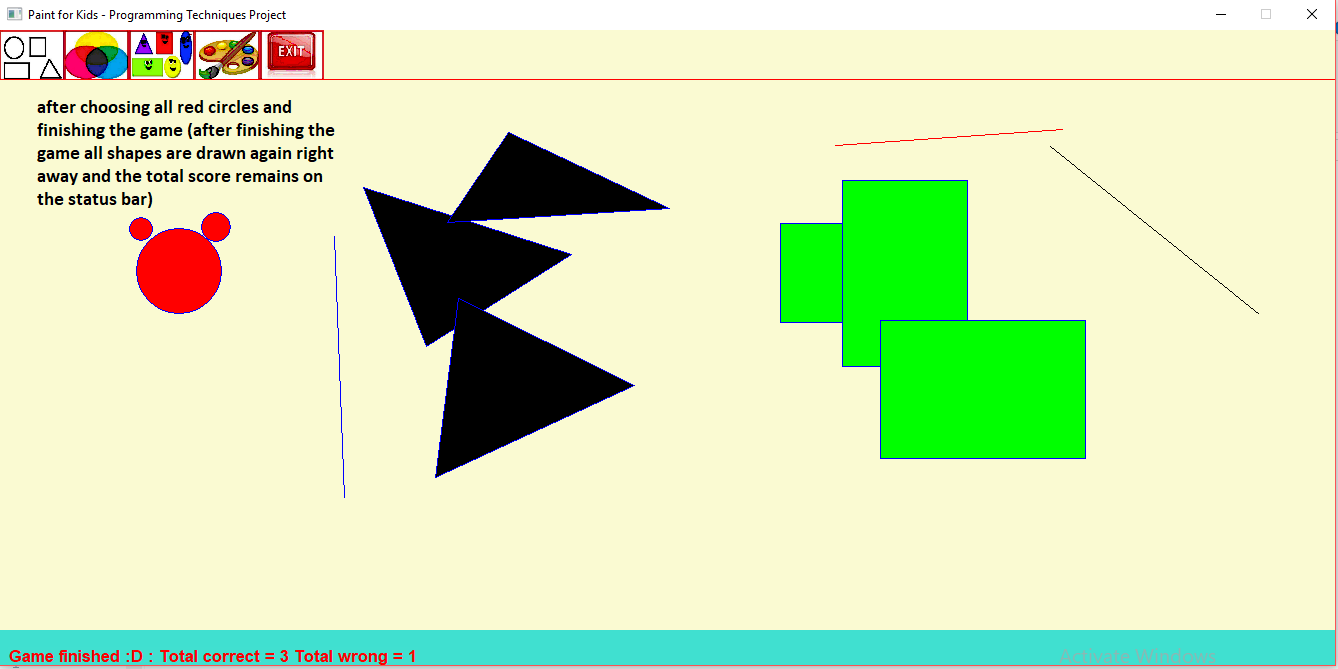 Paint for Kids - Programming Techniques Project
EXIT
after choosing all red circles and
finishing the game (after finishing the
game all shapes are drawn again right
away and the total score remains on
the status bar)
Game finished :D : Total correct = 3 Total wrong = 1
Activate Windows